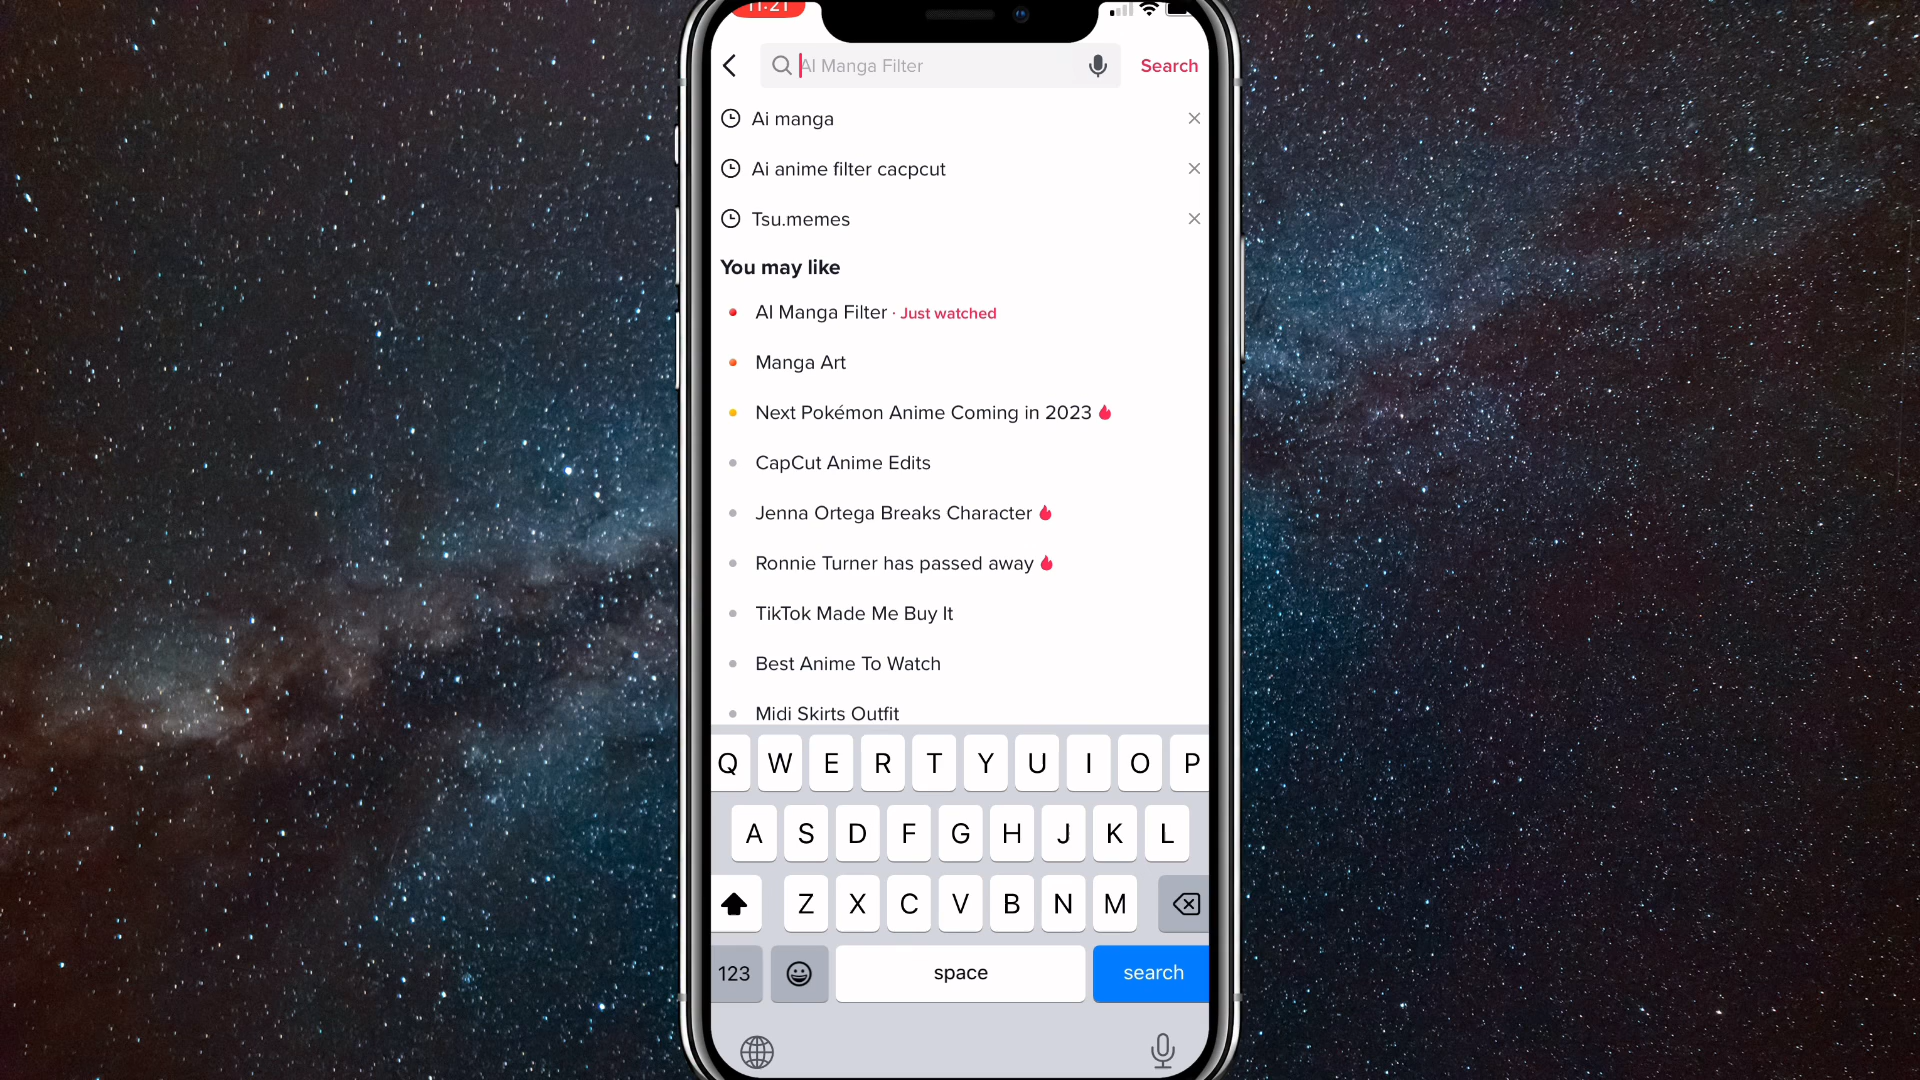 11:21
AI Manga Filter
Search
Ai manga
Ai anime filter cacpcut
Tsu.memes
You may like
AI Manga Filter · Just watched
Manga Art
Next Pokémon Anime Coming in 2023
CapCut Anime Edits
Jenna Ortega Breaks Character
Ronnie Turner has passed away
TikTok Made Me Buy It
Best Anime To Watch
Midi Skirts Outfit
Q W E R T Y U I O P
A S D F G H J K L
Z X C V B N M
123 space search